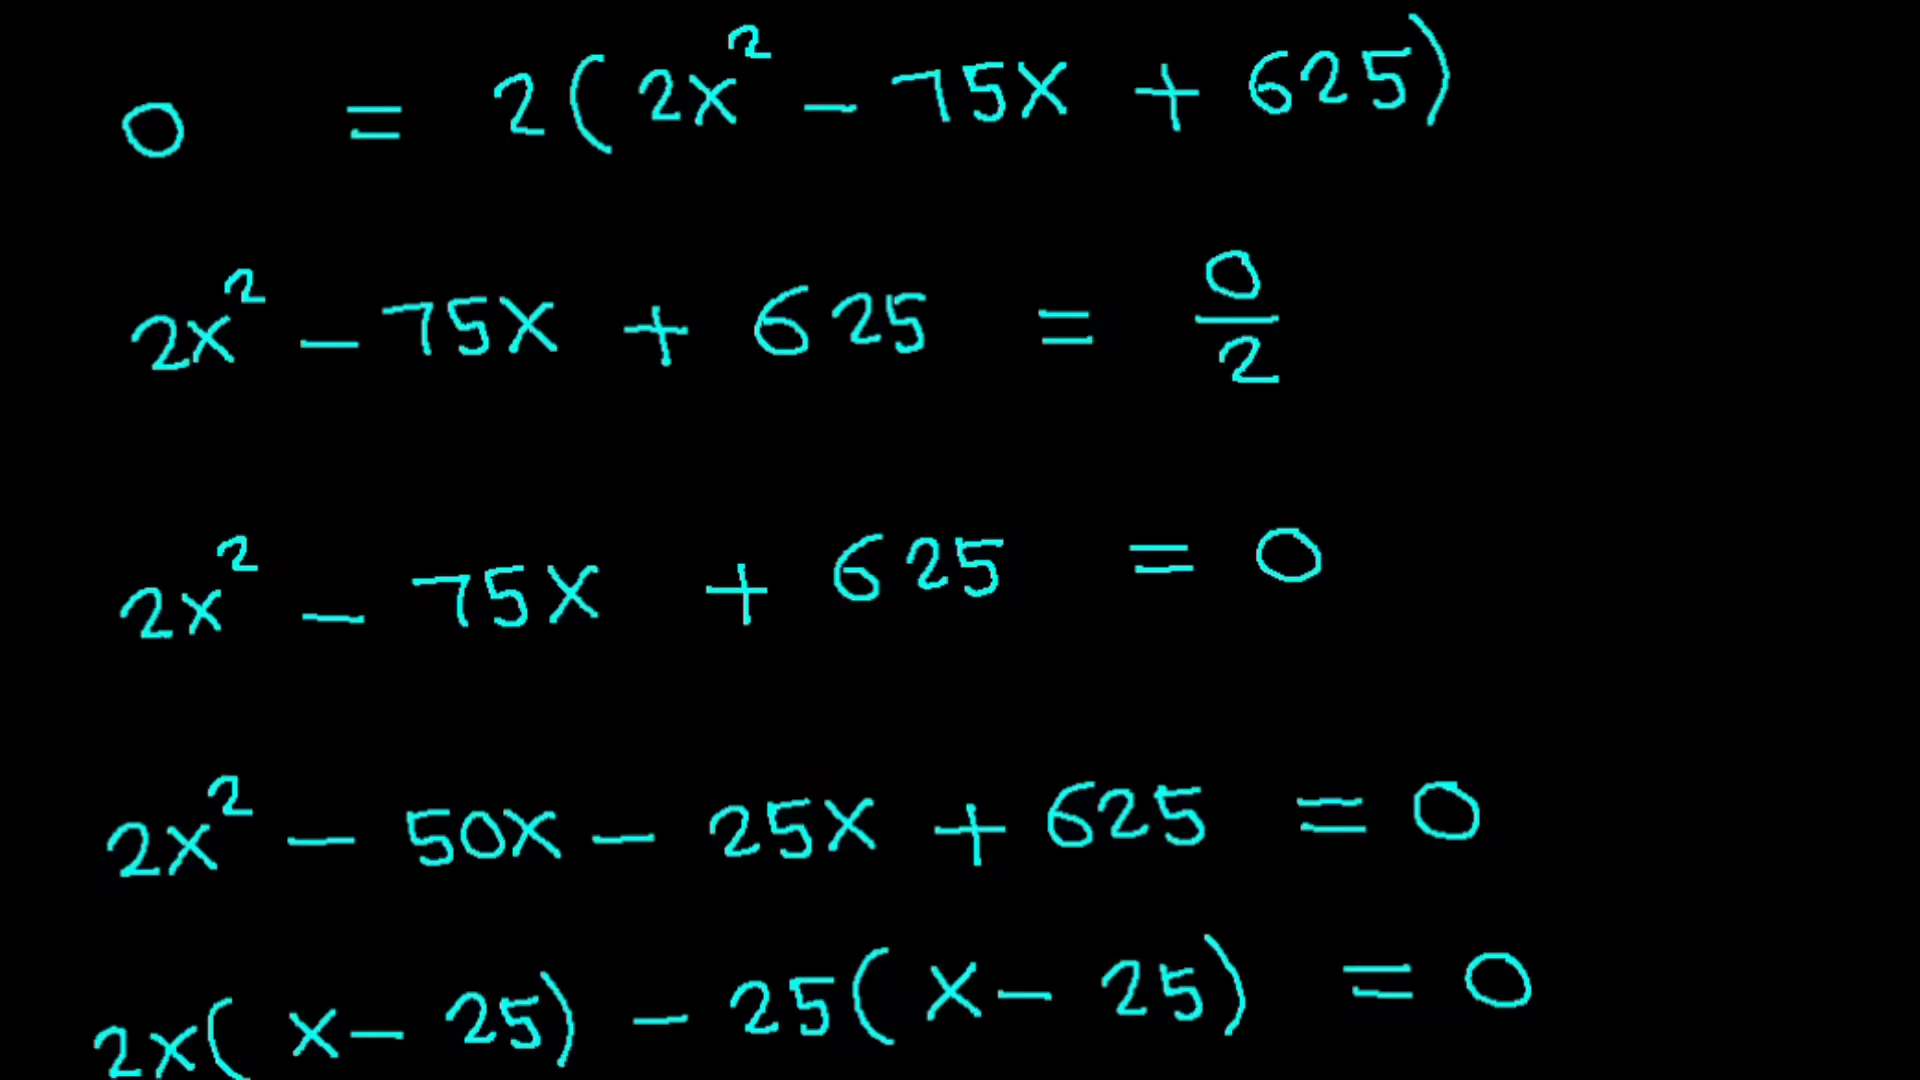 0 = 2(2x² - 75x + 625)
2x² - 75x + 625 = 0/2
2x² - 75x + 625 = 0
2x² - 50x - 25x + 625 = 0
2x(x - 25) - 25(x - 25) = 0